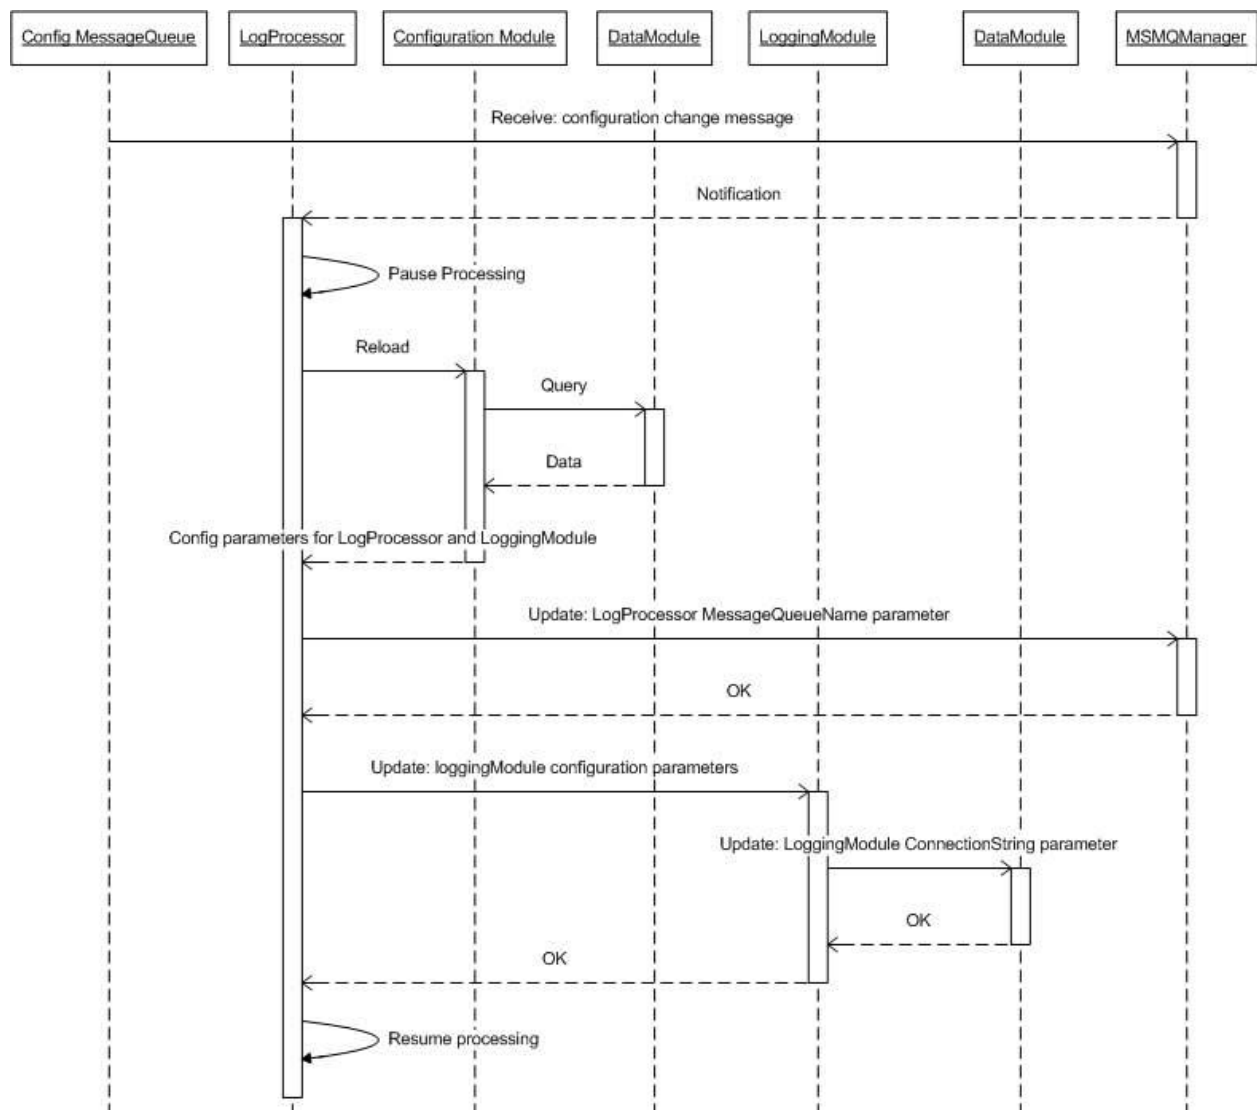 Config MessageQueue
LogProcessor
Configuration Module
DataModule
LoggingModule
DataModule
MSMQManager
Receive: configuration change message
Notification
Pause Processing
Reload
Query
Data
Config parameters for LogProcessor and LoggingModule
Update: LogProcessor MessageQueueName parameter
OK
Update: loggingModule configuration parameters
Update: LoggingModule ConnectionString parameter
OK
OK
Resume processing